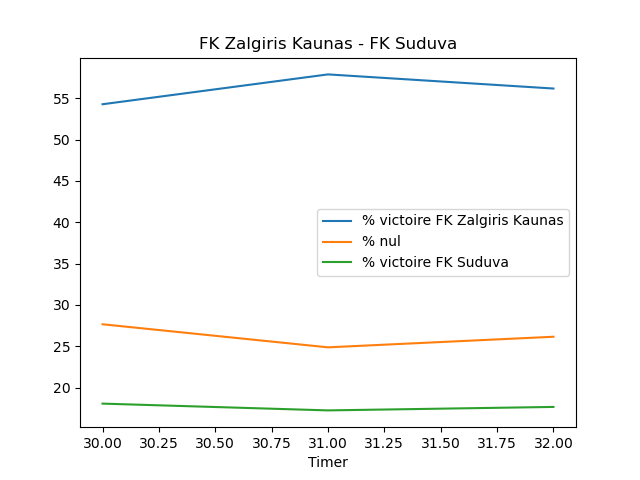 FK Zalgiris Kaunas - FK Suduva
55
50
45
40
35
30
25
20
% victoire FK Zalgiris Kaunas
% nul
% victoire FK Suduva
30.00 30.25 30.50 30.75 31.00 31.25 31.50 31.75 32.00
Timer